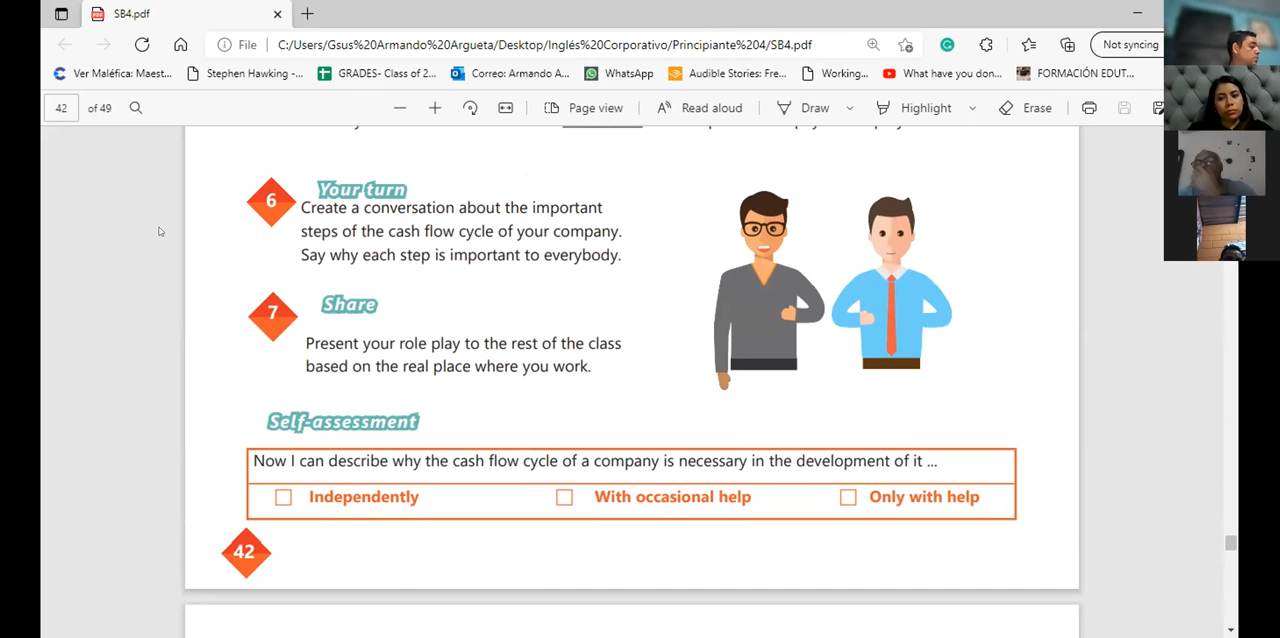 SB4.pdf
File
C:/Users/Gsus%20Armando%20Argueta/Desktop/Inglés%20Corporativo/Principiante%204/SB4.pdf
Not syncing
Ver Maléfica: Maest...
Stephen Hawking -...
GRADES- Class of 2...
Correo: Armando A...
WhatsApp
Audible Stories: Fre...
Working...
What have you don...
FORMACIÓN EDUT...
42 of 49
Page view
Read aloud
Draw
Highlight
Erase
6 Your turn
Create a conversation about the important
steps of the cash flow cycle of your company.
Say why each step is important to everybody.
7 Share
Present your role play to the rest of the class
based on the real place where you work.
Self-assessment
Now I can describe why the cash flow cycle of a company is necessary in the development of it ...
Independently With occasional help Only with help
42